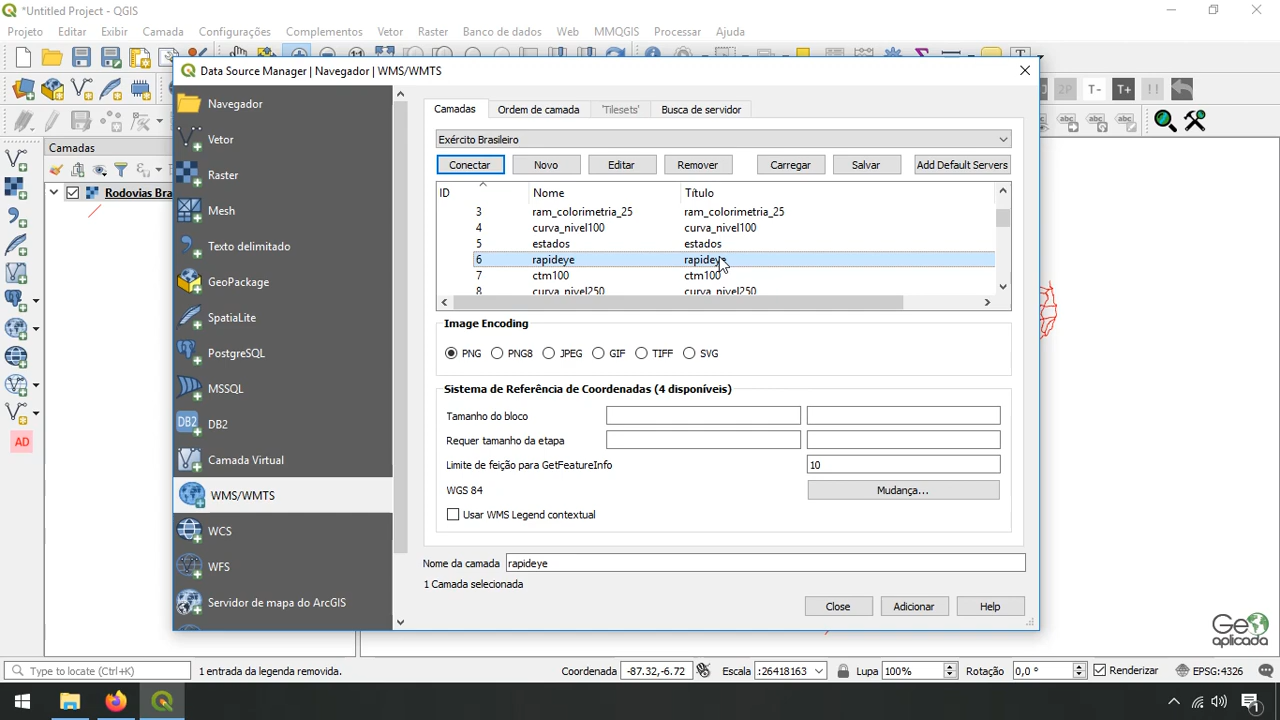 *Untitled Project - QGIS
Projeto Editar Exibir Camada Configurações Complementos Vetor Raster Banco de dados Web MMQGIS Processar Ajuda
Data Source Manager | Navegador | WMS/WMTS
Navegador
Vetor
Raster
Mesh
Texto delimitado
GeoPackage
SpatiaLite
PostgreSQL
MSSQL
DB2
DB2
Camada Virtual
WMS/WMTS
WCS
WFS
Servidor de mapa do ArcGIS
Camadas Ordem de camada 'Tilesets' Busca de servidor
Exército Brasileiro
Conectar Novo Editar Remover Carregar Salvar Add Default Servers
ID Nome Título
3 ram_colorimetria_25 ram_colorimetria_25
4 curva_nivel100 curva_nivel100
5 estados estados
6 rapideye rapideye
7 ctm100 ctm100
8 curva_nivel250 curva_nivel250
Image Encoding
PNG PNG8 JPEG GIF TIFF SVG
Sistema de Referência de Coordenadas (4 disponíveis)
Tamanho do bloco
Requer tamanho da etapa
Limite de feição para GetFeatureInfo 10
WGS 84 Mudança...
Usar WMS Legend contextual
Nome da camada rapideye
1 Camada selecionada
Close Adicionar Help
Camadas
Rodovias Bra
AD
2P T- T+ !!
abc abc abc abc
Geo
aplicada
Type to locate (Ctrl+K) 1 entrada da legenda removida. Coordenada -87.32,-6.72 Escala :26418163 Lupa 100% Rotação 0,0 ° Renderizar EPSG:4326
1